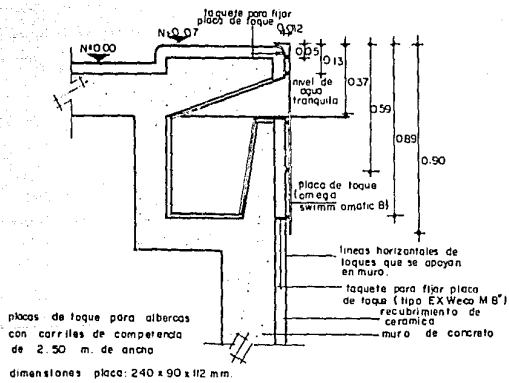 taquete para fijar
placa de toque
0.012
N±0.00
N±0.07
0.05
0.13
0.37
0.59
0.89
0.90
nivel de
agua
tranquila
placa de toque
(omega
swimm omatic B)
lineas horizontales de
toques que se apoyan
en muro.
taquete para fijar placa
de toque (tipo EX Weco M 8")
recubrimiento de
ceramica
muro de concreto
placas de toque para albercas
con carriles de competencia
de 2.50 m. de ancho
dimensiones placa: 240 x 90 x 112 mm.